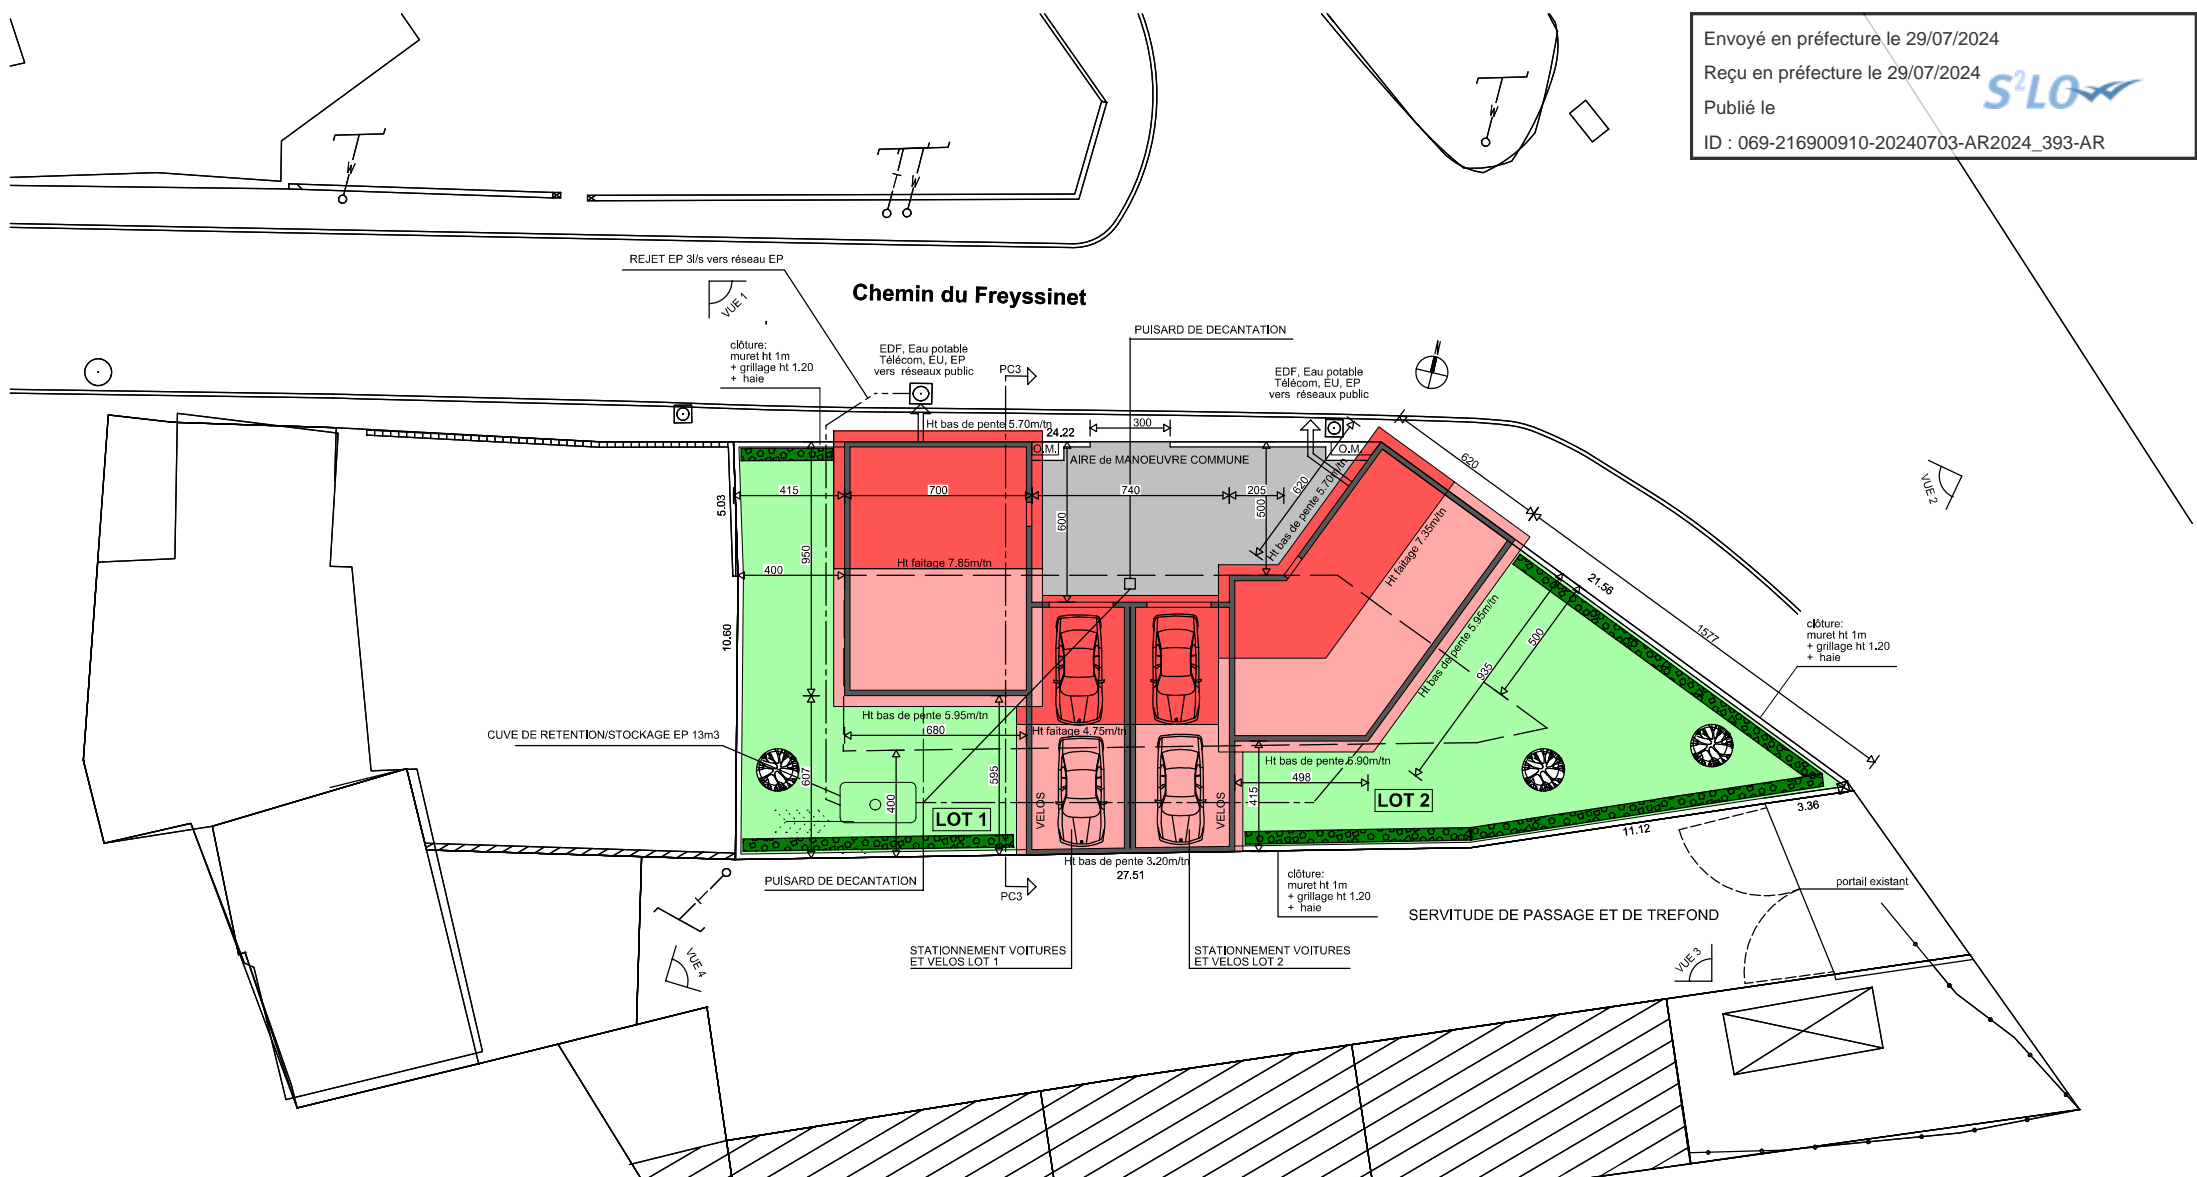 Envoyé en préfecture le 29/07/2024
Reçu en préfecture le 29/07/2024
Publié le
S²LOW
ID : 069-216900910-20240703-AR2024_393-AR
REJET EP 3l/s vers réseau EP
VUE 1
Chemin du Freyssinet
PUISARD DE DECANTATION
clôture:
muret ht 1m
+ grillage ht 1.20
+ haie
EDF, Eau potable
Télécom, EU, EP
vers réseaux public
PC3
EDF, Eau potable
Télécom, EU, EP
vers réseaux public
Ht bas de pente 5.70m/tn
24.22
300
O.M.
AIRE de MANOEUVRE COMMUNE
O.M.
620
VUE 2
5.03
415
700
740
205
620
500
600
Ht bas de pente 5.70m/tn
950
400
Ht faitage 7.85m/tn
Ht faitage 7.35m/tn
21.56
1577
10.60
500
935
Ht bas de pente 5.95m/tn
clôture:
muret ht 1m
+ grillage ht 1.20
+ haie
Ht bas de pente 5.95m/tn
680
Ht faitage 4.75m/tn
CUVE DE RETENTION/STOCKAGE EP 13m3
607
400
595
Ht bas de pente 5.90m/tn
498
415
VELOS
VELOS
LOT 1
LOT 2
3.36
11.12
Ht bas de pente 3.20m/tn
27.51
PUISARD DE DECANTATION
PC3
clôture:
muret ht 1m
+ grillage ht 1.20
+ haie
portail existant
SERVITUDE DE PASSAGE ET DE TREFOND
VUE 4
STATIONNEMENT VOITURES
ET VELOS LOT 1
STATIONNEMENT VOITURES
ET VELOS LOT 2
VUE 3